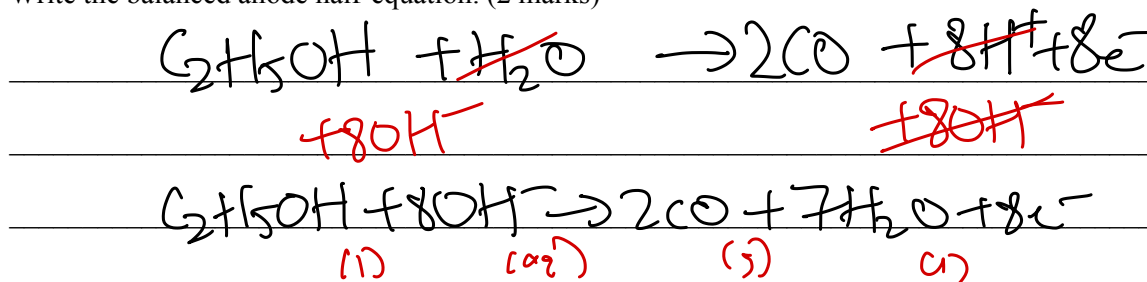 Write the balanced anode half-equation. (2 marks)
C₂H₅OH + H₂O → 2CO + 8H⁺ + 8e⁻
+8OH⁻ +8OH⁻
C₂H₅OH + 8OH⁻ → 2CO + 7H₂O + 8e⁻
(l) (aq) (g) (l)